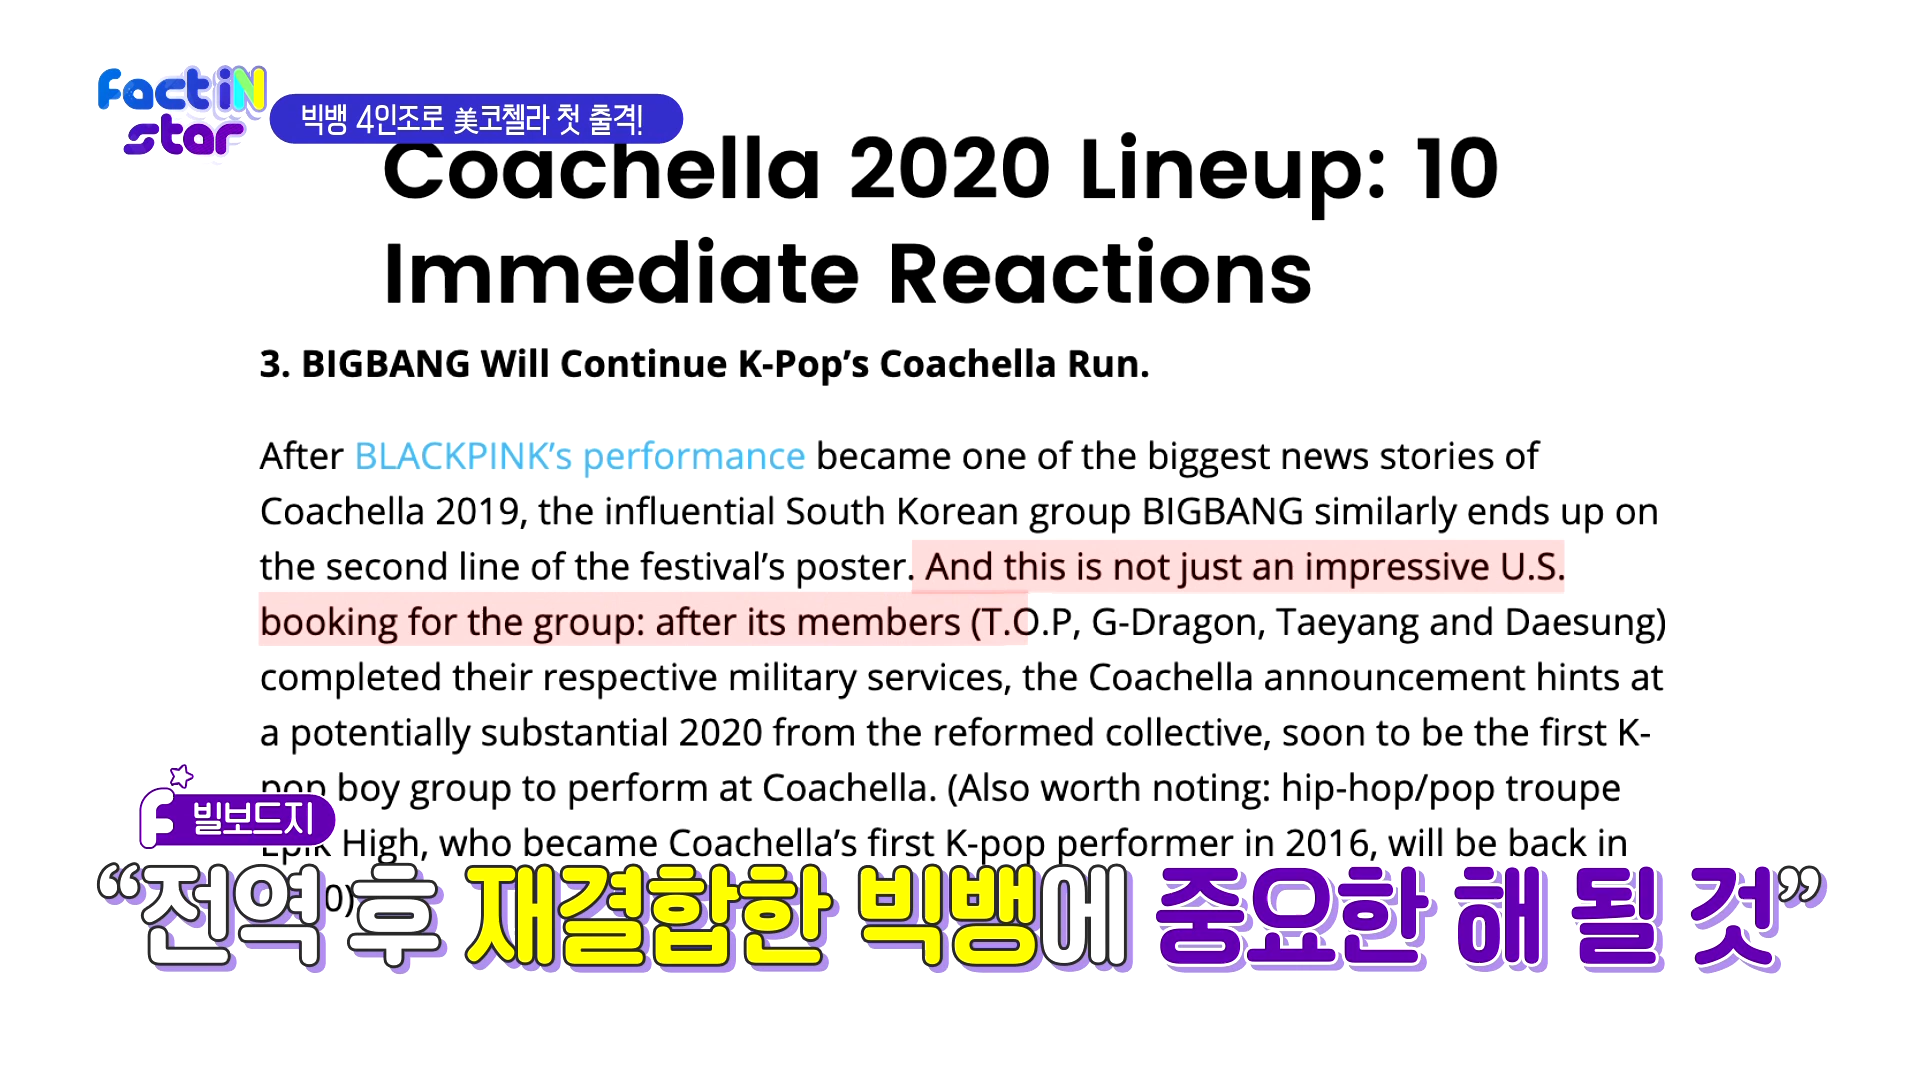 Fact iN
star
빅뱅 4인조로 美코첼라 첫 출격!
Coachella 2020 Lineup: 10
Immediate Reactions
3. BIGBANG Will Continue K-Pop’s Coachella Run.
After BLACKPINK’s performance became one of the biggest news stories of
Coachella 2019, the influential South Korean group BIGBANG similarly ends up on
the second line of the festival’s poster. And this is not just an impressive U.S.
booking for the group: after its members (T.O.P, G-Dragon, Taeyang and Daesung)
completed their respective military services, the Coachella announcement hints at
a potentially substantial 2020 from the reformed collective, soon to be the first K-
pop boy group to perform at Coachella. (Also worth noting: hip-hop/pop troupe
Epik High, who became Coachella’s first K-pop performer in 2016, will be back in
F 빌보드지
“전역 후 재결합한 빅뱅에 중요한 해 될 것”